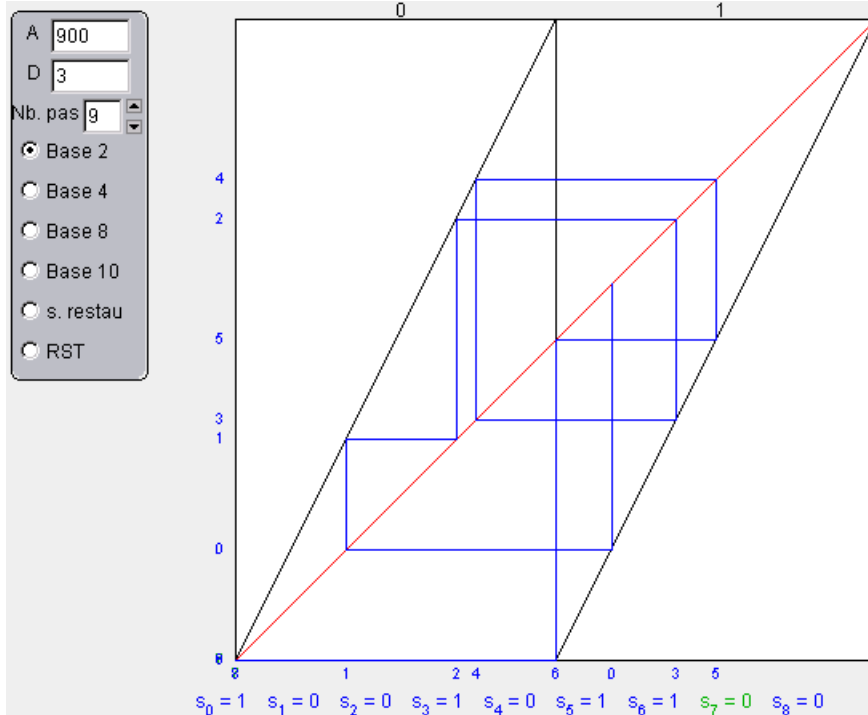 0 1
A 900
D 3
Nb. pas 9
Base 2
Base 4
Base 8
Base 10
s. restau
RST
4
2
5
3
1
0
8
8 1 2 4 6 0 3 5
s0 = 1 s1 = 0 s2 = 0 s3 = 1 s4 = 0 s5 = 1 s6 = 1 s7 = 0 s8 = 0